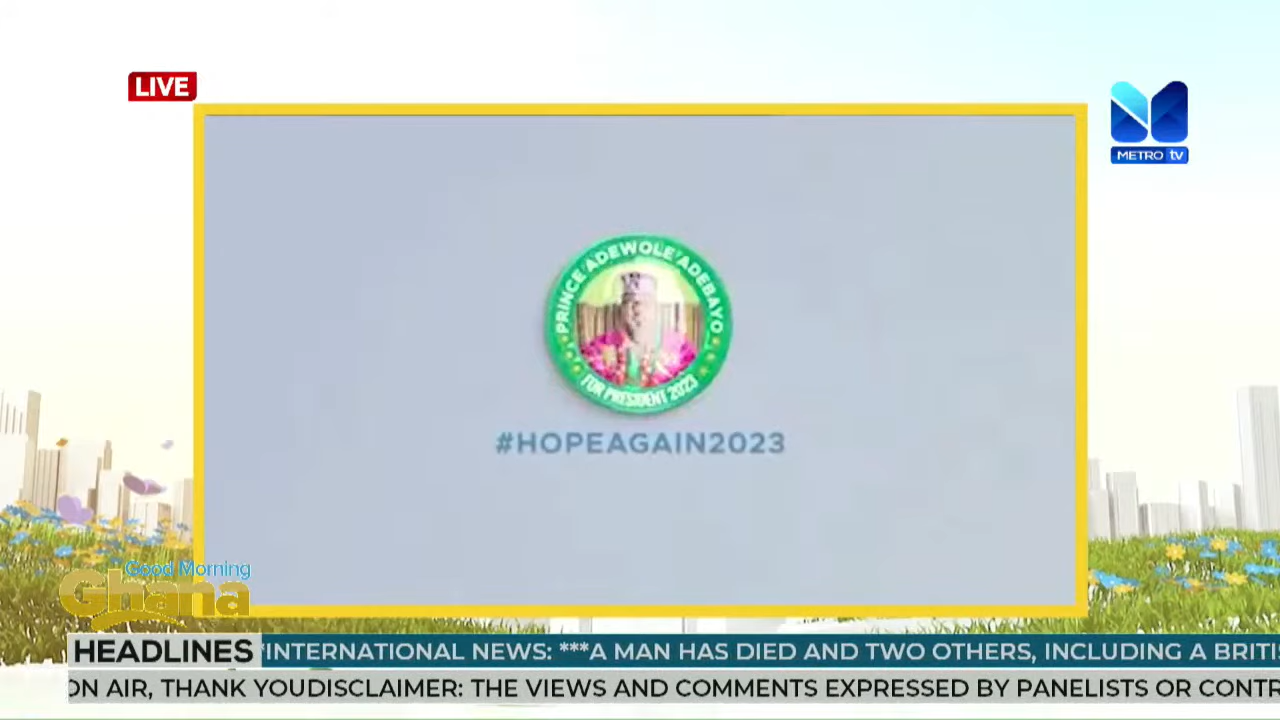 LIVE
METRO tv
PRINCE ADEWOLE ADEBAYO
FOR PRESIDENT 2023
#HOPEAGAIN2023
Good Morning
Ghana
HEADLINES
*INTERNATIONAL NEWS: ***A MAN HAS DIED AND TWO OTHERS, INCLUDING A BRITI
ON AIR, THANK YOUDISCLAIMER: THE VIEWS AND COMMENTS EXPRESSED BY PANELISTS OR CONTR